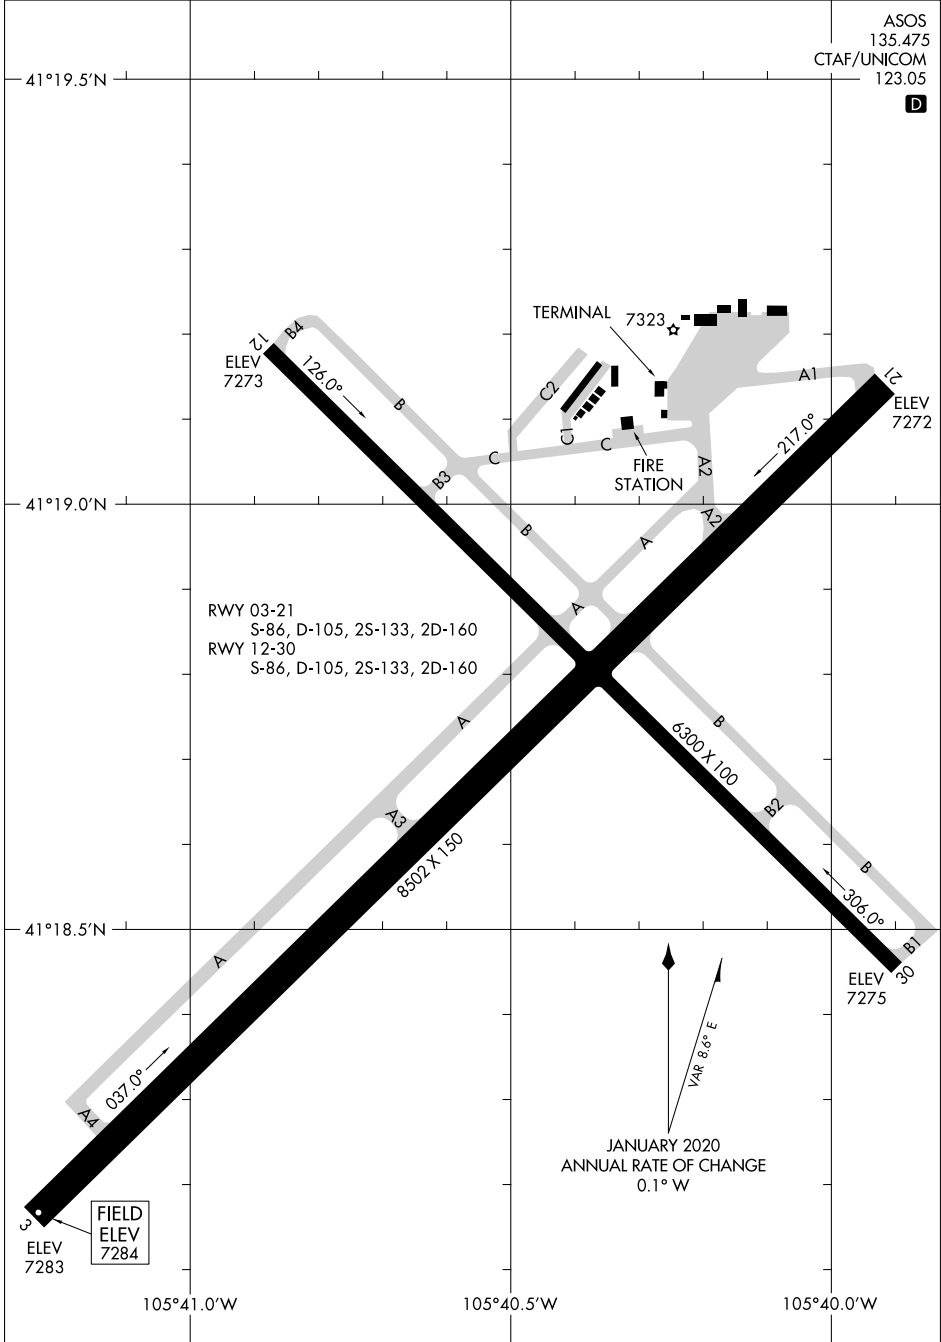 ASOS
135.475
CTAF/UNICOM
123.05
D
41°19.5'N
TERMINAL
7323
12
B4
ELEV
7273
126.0°
B
C2
C1
A1
21
ELEV
7272
217.0°
C
C
FIRE
STATION
A2
B3
41°19.0'N
A2
B
A
A
RWY 03-21
S-86, D-105, 2S-133, 2D-160
RWY 12-30
S-86, D-105, 2S-133, 2D-160
A
B
6300 X 100
B2
A3
8502 X 150
B
306.0°
41°18.5'N
A
B1
30
ELEV
7275
VAR 8.6° E
037.0°
A4
JANUARY 2020
ANNUAL RATE OF CHANGE
0.1° W
3
FIELD
ELEV
7284
ELEV
7283
105°41.0'W
105°40.5'W
105°40.0'W